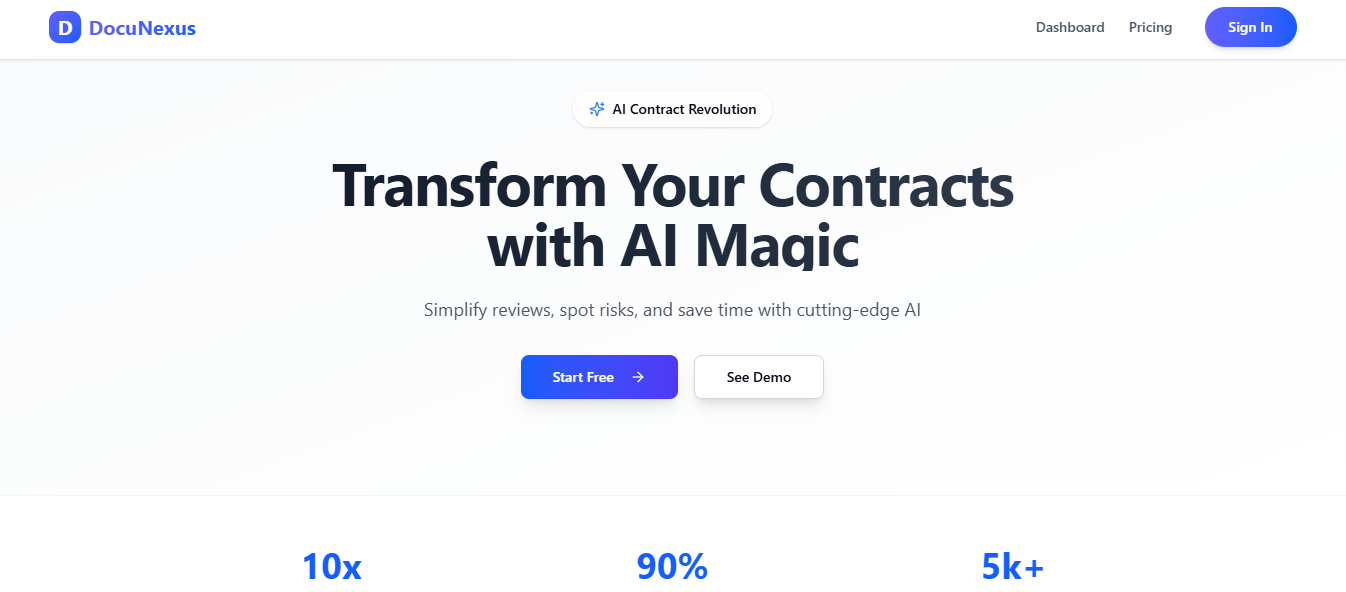 D DocuNexus
Dashboard Pricing Sign In
AI Contract Revolution
Transform Your Contracts
with AI Magic
Simplify reviews, spot risks, and save time with cutting-edge AI
Start Free See Demo
10x 90% 5k+